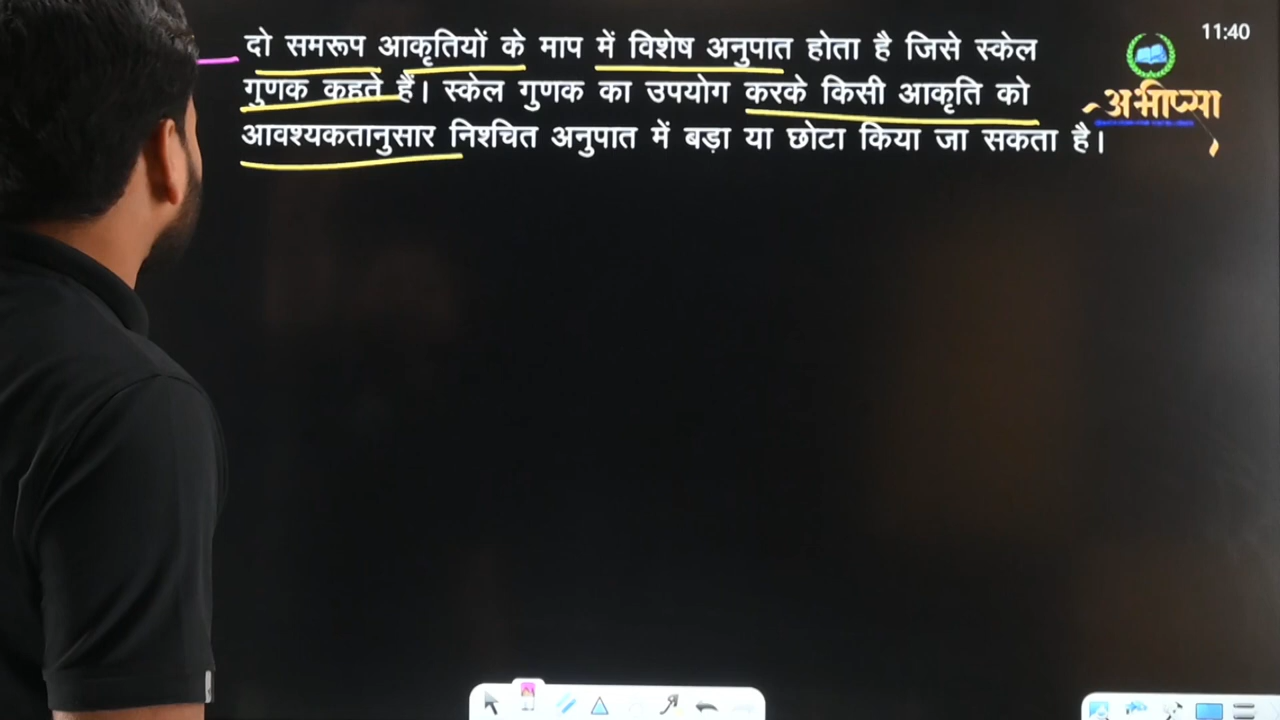 दो समरूप आकृतियों के माप में विशेष अनुपात होता है जिसे स्केल
गुणक कहते हैं। स्केल गुणक का उपयोग करके किसी आकृति को
आवश्यकतानुसार निश्चित अनुपात में बड़ा या छोटा किया जा सकता है।
11:40
अभीप्सा